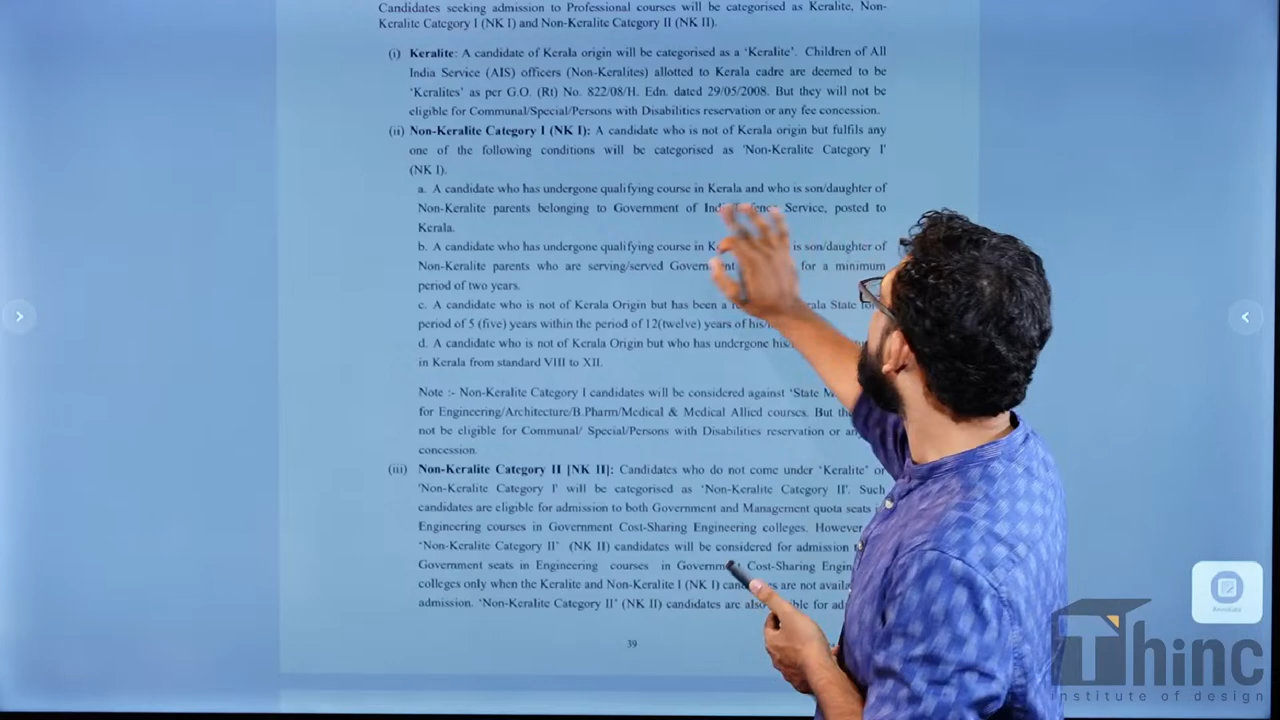 Candidates seeking admission to Professional courses will be categorised as Keralite, Non-
Keralite Category I (NK I) and Non-Keralite Category II (NK II).
(i) Keralite: A candidate of Kerala origin will be categorised as a 'Keralite'. Children of All
India Service (AIS) officers (Non-Keralites) allotted to Kerala cadre are deemed to be
'Keralites' as per G.O. (Rt) No. 822/08/H. Edn. dated 29/05/2008. But they will not be
eligible for Communal/Special/Persons with Disabilities reservation or any fee concession.
(ii) Non-Keralite Category I (NK I): A candidate who is not of Kerala origin but fulfils any
one of the following conditions will be categorised as 'Non-Keralite Category I'
(NK I).
a. A candidate who has undergone qualifying course in Kerala and who is son/daughter of
Non-Keralite parents belonging to Government of Service, posted to
Kerala.
b. A candidate who has undergone qualifying course in is son/daughter of
Non-Keralite parents who are serving/served for a minimum
period of two years.
c. A candidate who is not of Kerala Origin but has been a State for
period of 5 (five) years within the period of 12(twelve) years of
d. A candidate who is not of Kerala Origin but who has undergone
in Kerala from standard VIII to XII.
Note :- Non-Keralite Category I candidates will be considered against 'State
for Engineering/Architecture/B.Pharm/Medical & Medical Allied courses. But
not be eligible for Communal/ Special/Persons with Disabilities reservation or
concession.
(iii) Non-Keralite Category II [NK II]: Candidates who do not come under 'Keralite' or
'Non-Keralite Category I' will be categorised as 'Non-Keralite Category II'. Such
candidates are eligible for admission to both Government and Management quota seats
Engineering courses in Government Cost-Sharing Engineering colleges. However
'Non-Keralite Category II' (NK II) candidates will be considered for admission
Government seats in Engineering courses in Cost-Sharing
colleges only when the Keralite and Non-Keralite I (NK I) are not
admission. 'Non-Keralite Category II' (NK II) candidates are for
39
Annotate
Thinc
institute of design